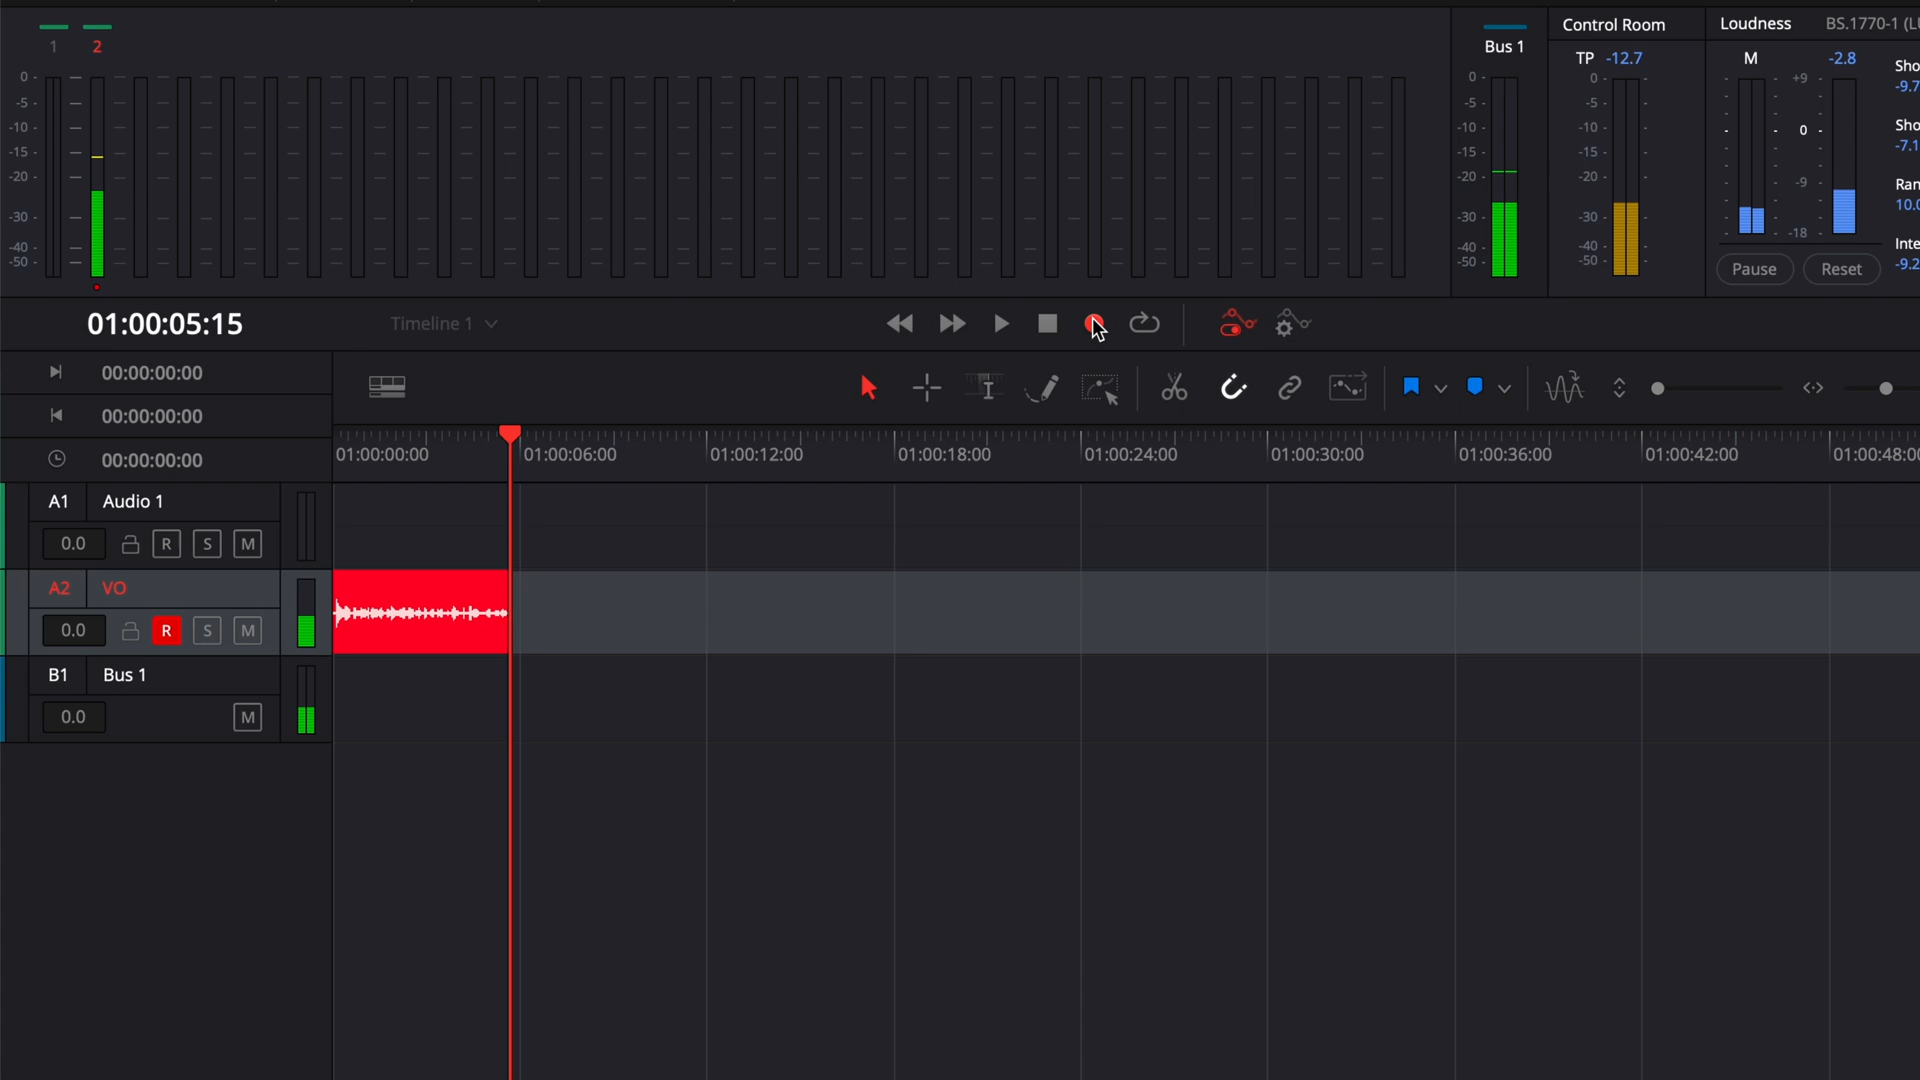 1 2
0 -5 -10 -15 -20 -30 -40 -50
Bus 1
0 -5 -10 -15 -20 -30 -40 -50
Control Room
TP -12.7
0 -5 -10 -15 -20 -30 -40 -50
Loudness BS.1770-1 (LU
M -2.8
+9 0 -9 -18
Sho
-9.7
Sho
-7.1
Ran
10.0
Inte
-9.2
Pause Reset
01:00:05:15 Timeline 1
00:00:00:00
00:00:00:00
00:00:00:00
01:00:00:00 01:00:06:00 01:00:12:00 01:00:18:00 01:00:24:00 01:00:30:00 01:00:36:00 01:00:42:00 01:00:48:00
A1 Audio 1
0.0 R S M
A2 VO
0.0 R S M
B1 Bus 1
0.0 M